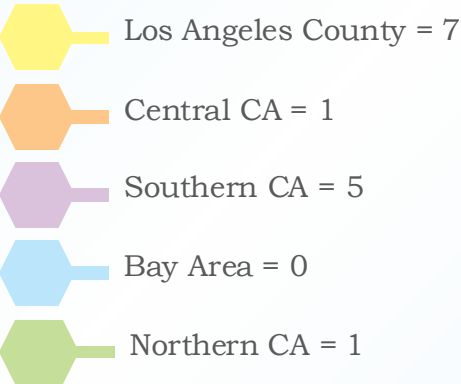 Los Angeles County = 7
Central CA = 1
Southern CA = 5
Bay Area = 0
Northern CA = 1